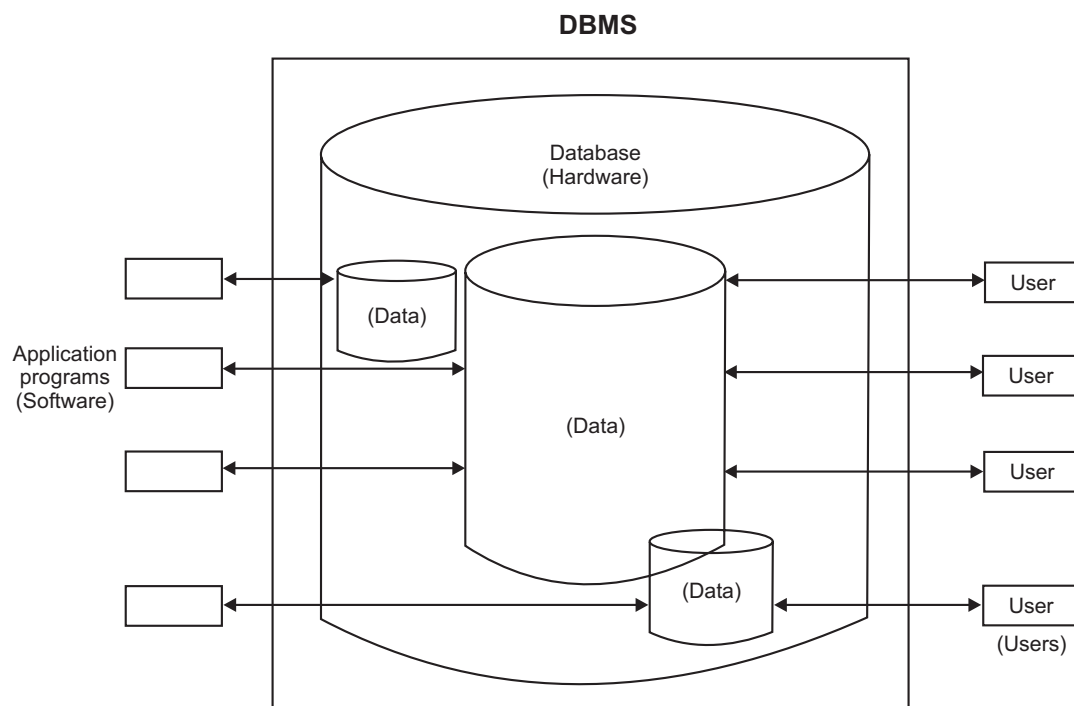 DBMS
Database
(Hardware)
(Data)
User
Application
programs
(Software)
User
(Data)
User
(Data)
User
(Users)